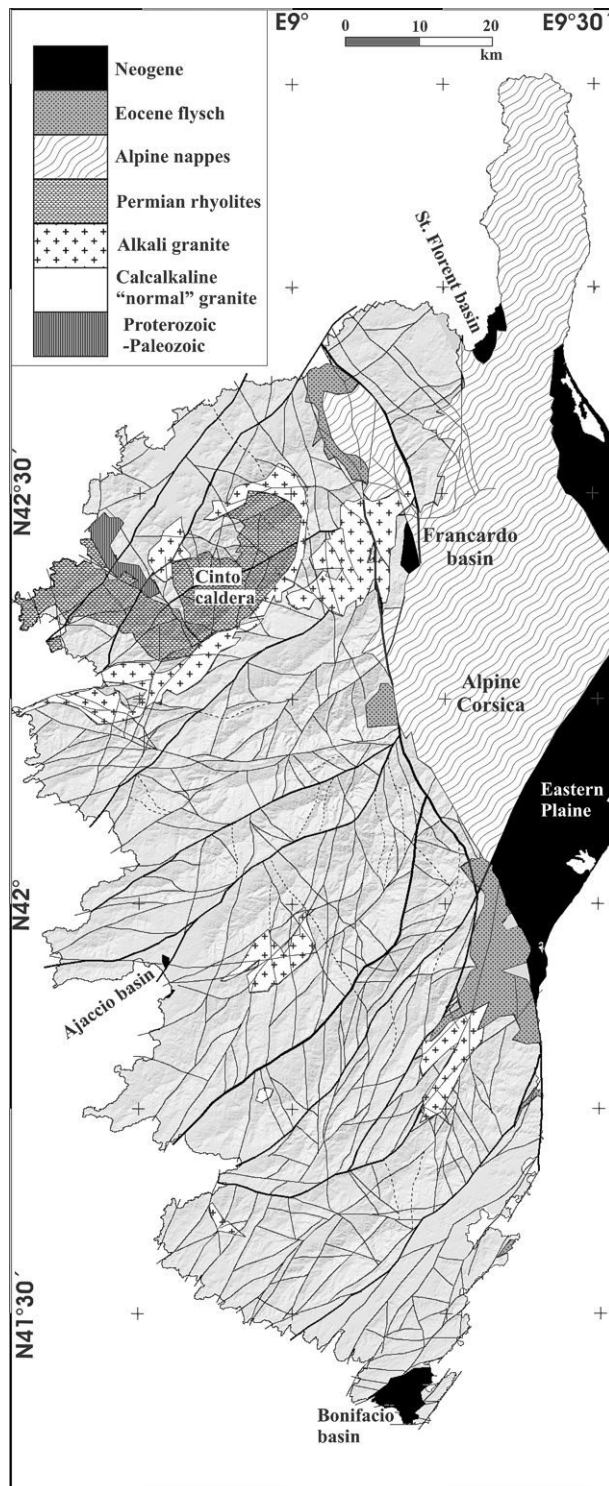 E9°
E9°30'
0 10 20
km
Neogene
Eocene flysch
Alpine nappes
Permian rhyolites
Alkali granite
Calcalkaline
“normal” granite
Proterozoic
-Paleozoic
St. Florent basin
N42°30'
Francardo
basin
Cinto
caldera
Alpine
Corsica
Eastern
Plaine
N42°
Ajaccio basin
N41°30'
Bonifacio
basin